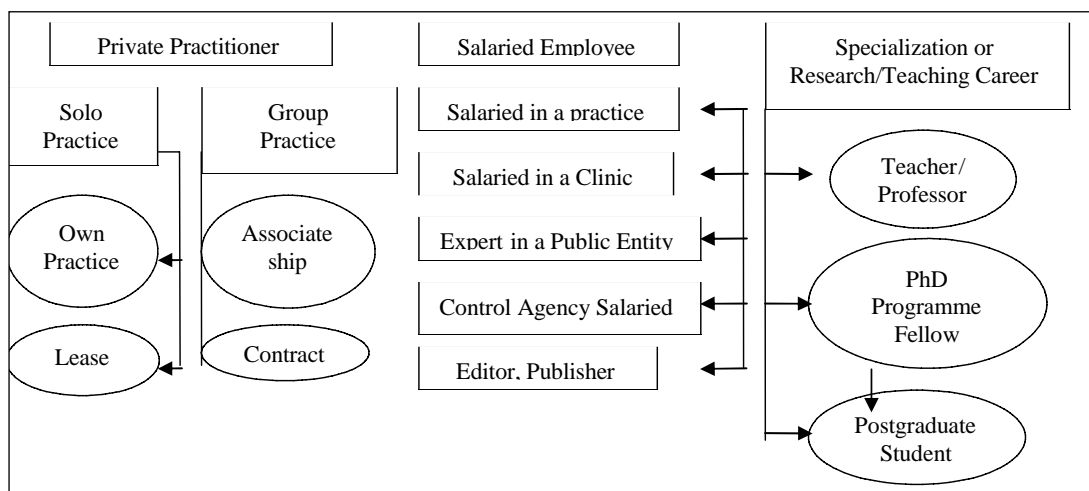 Private Practitioner
Solo
Practice
Group
Practice
Own
Practice
Associate
ship
Lease
Contract
Salaried Employee
Salaried in a practice
Salaried in a Clinic
Expert in a Public Entity
Control Agency Salaried
Editor, Publisher
Specialization or
Research/Teaching Career
Teacher/
Professor
PhD
Programme
Fellow
Postgraduate
Student